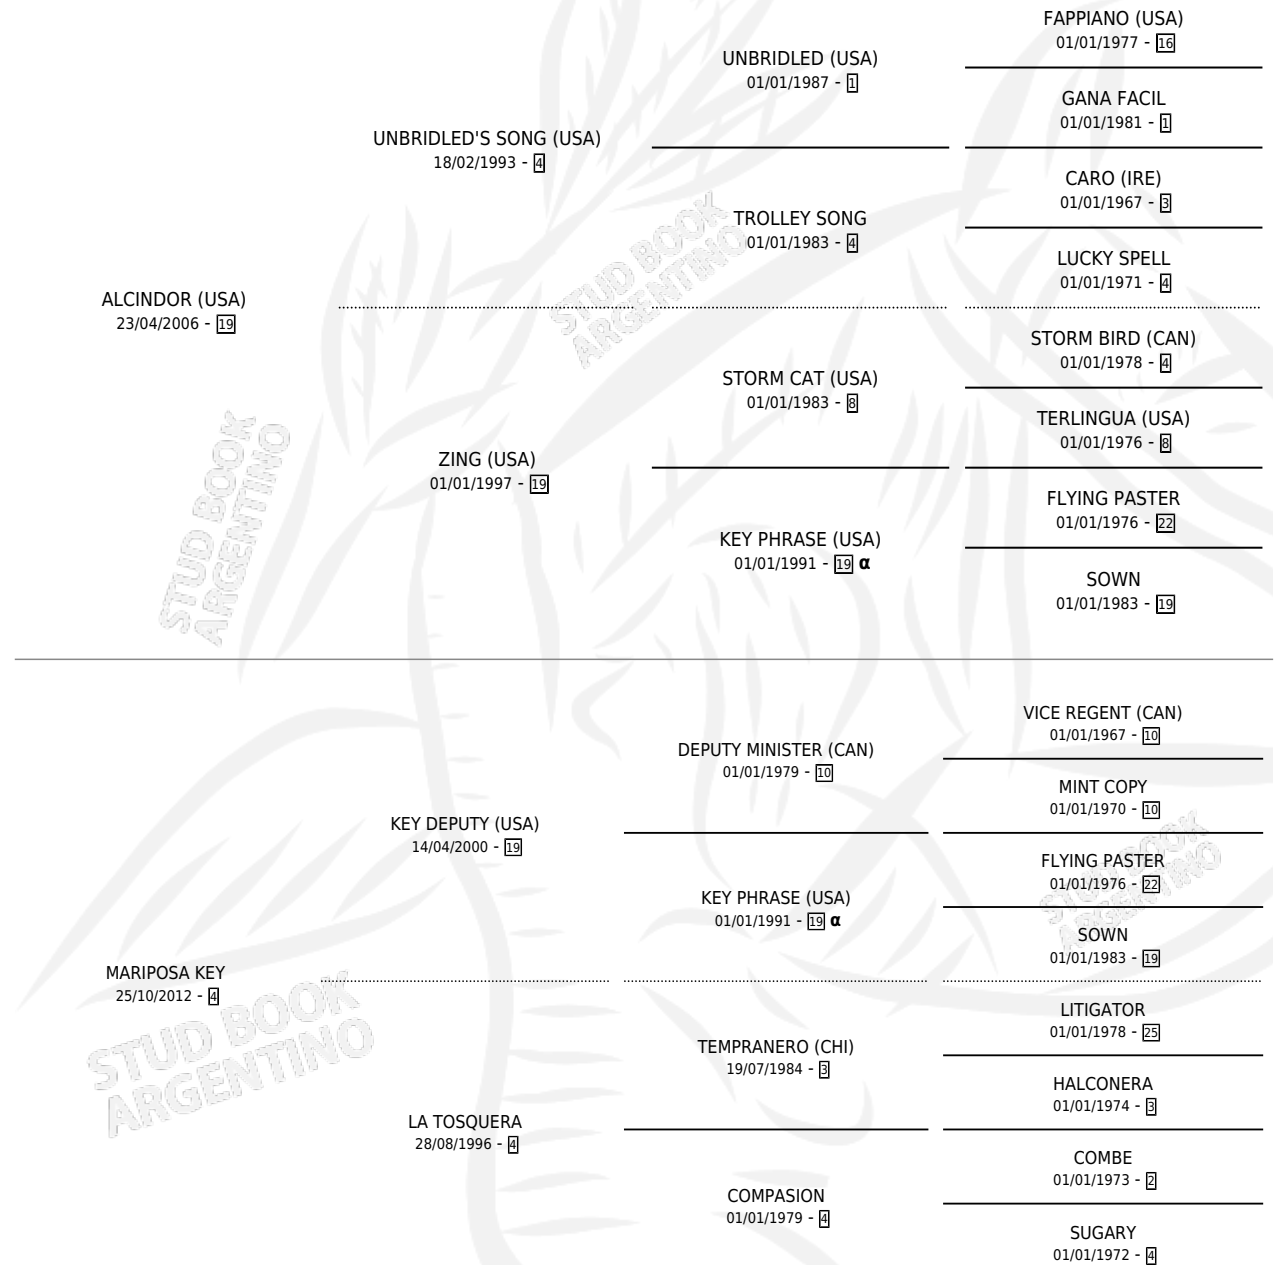 FAPPIANO (USA)
01/01/1977 - 16
UNBRIDLED (USA)
01/01/1987 - 1
GANA FACIL
01/01/1981 - 1
UNBRIDLED'S SONG (USA)
18/02/1993 - 4
CARO (IRE)
01/01/1967 - 3
TROLLEY SONG
01/01/1983 - 4
LUCKY SPELL
01/01/1971 - 4
ALCINDOR (USA)
23/04/2006 - 19
STORM BIRD (CAN)
01/01/1978 - 4
STORM CAT (USA)
01/01/1983 - 8
TERLINGUA (USA)
01/01/1976 - 8
ZING (USA)
01/01/1997 - 19
FLYING PASTER
01/01/1976 - 22
KEY PHRASE (USA)
01/01/1991 - 19 α
SOWN
01/01/1983 - 19
VICE REGENT (CAN)
01/01/1967 - 10
DEPUTY MINISTER (CAN)
01/01/1979 - 10
MINT COPY
01/01/1970 - 10
KEY DEPUTY (USA)
14/04/2000 - 19
FLYING PASTER
01/01/1976 - 22
KEY PHRASE (USA)
01/01/1991 - 19 α
SOWN
01/01/1983 - 19
MARIPOSA KEY
25/10/2012 - 4
LITIGATOR
01/01/1978 - 25
TEMPRANERO (CHI)
19/07/1984 - 3
HALCONERA
01/01/1974 - 3
LA TOSQUERA
28/08/1996 - 4
COMBE
01/01/1973 - 2
COMPASION
01/01/1979 - 4
SUGARY
01/01/1972 - 4
STUD BOOK
ARGENTINO
STUD BOOK
ARGENTINO
STUD BOOK
ARGENTINO
STUD BOOK
ARGENTINO